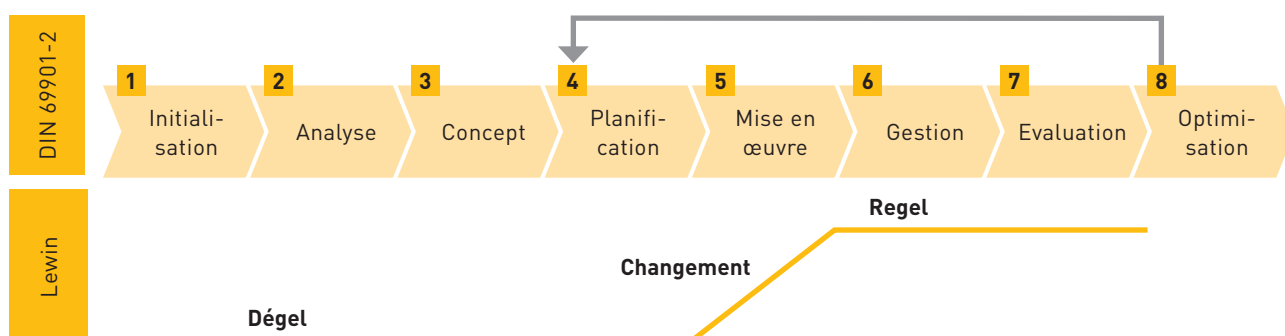 DIN 69901-2
1
2
3
4
5
6
7
8
Initiali-
sation
Analyse
Concept
Planifi-
cation
Mise en
œuvre
Gestion
Evaluation
Optimi-
sation
Lewin
Regel
Changement
Dégel